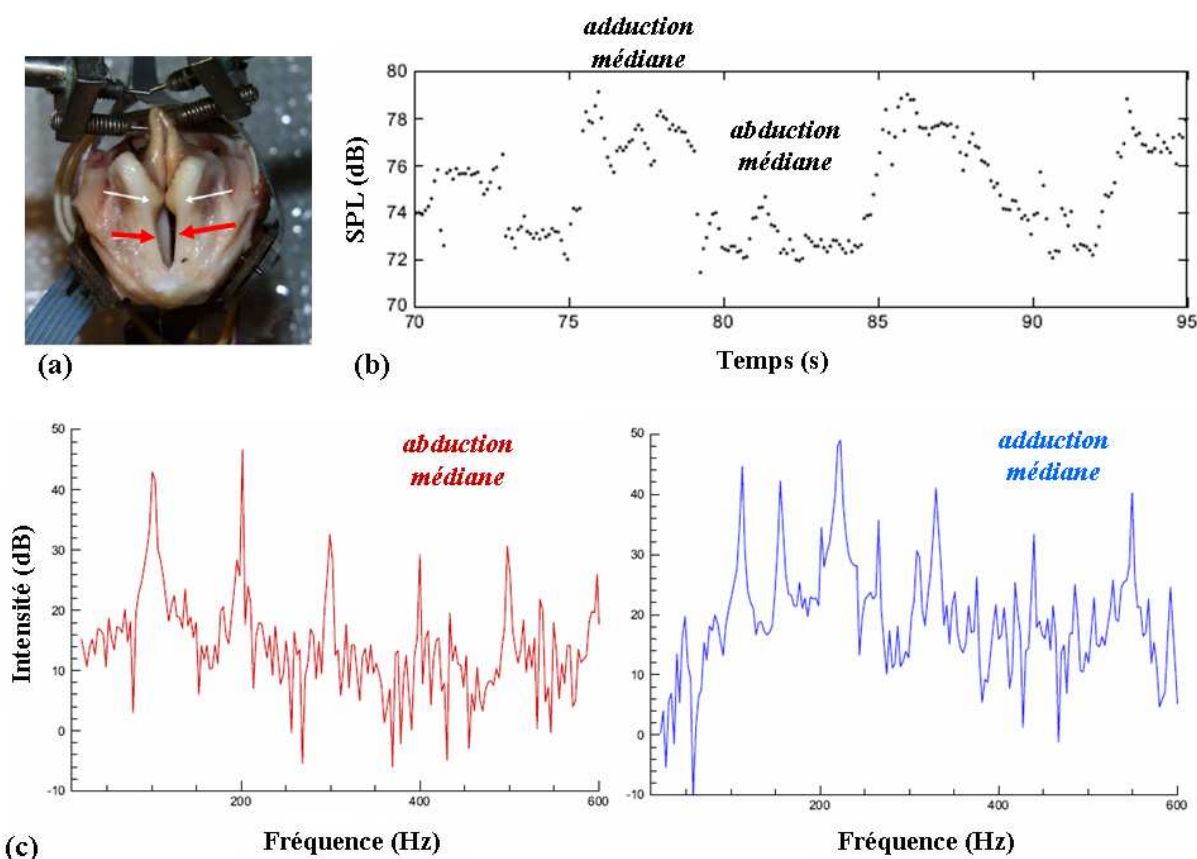 adduction
médiane
80
78
76
74
72
70
SPL (dB)
abduction
médiane
70
75
80
85
90
95
Temps (s)
(a)
(b)
50
40
30
20
10
0
-10
Intensité (dB)
abduction
médiane
200
400
600
Fréquence (Hz)
50
40
30
20
10
0
-10
adduction
médiane
200
400
600
Fréquence (Hz)
(c)